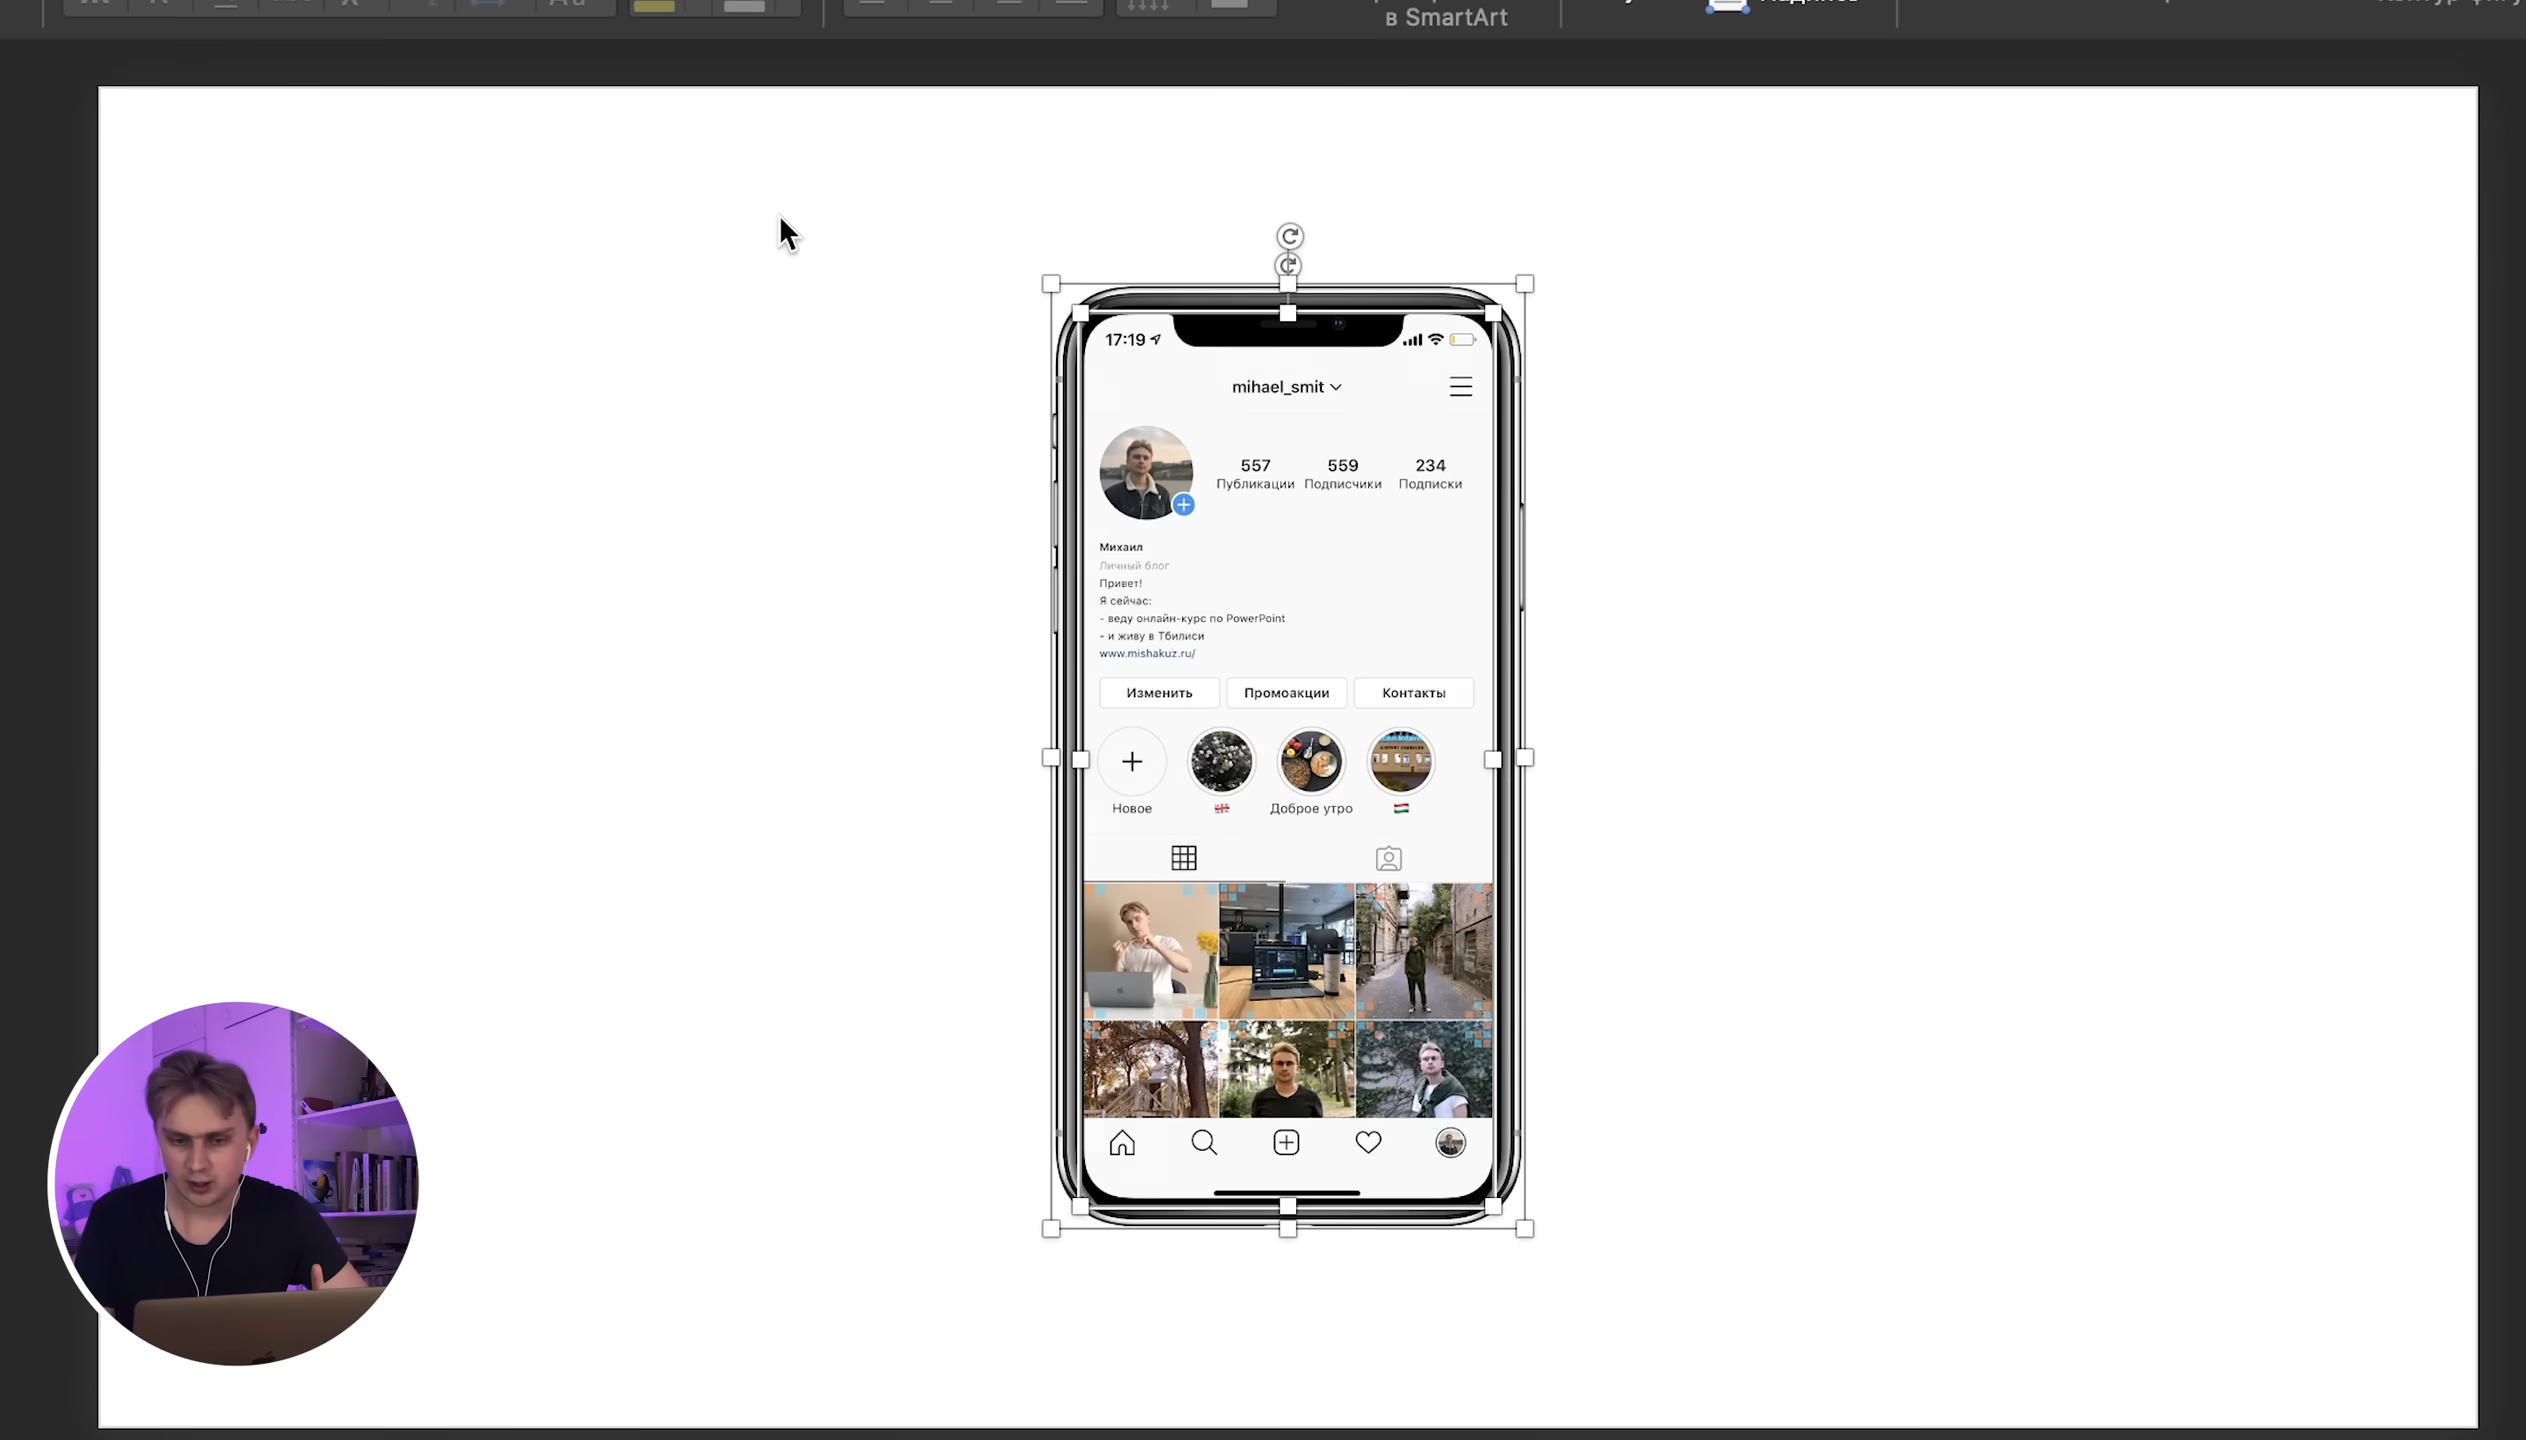 в SmartArt
17:19
mihael_smit
557 559 234
Публикации Подписчики Подписки
Михаил
Личный блог
Привет!
Я сейчас:
- веду онлайн-курс по PowerPoint
- и живу в Тбилиси
www.mishakuz.ru/
Изменить Промоакции Контакты
Новое Доброе утро